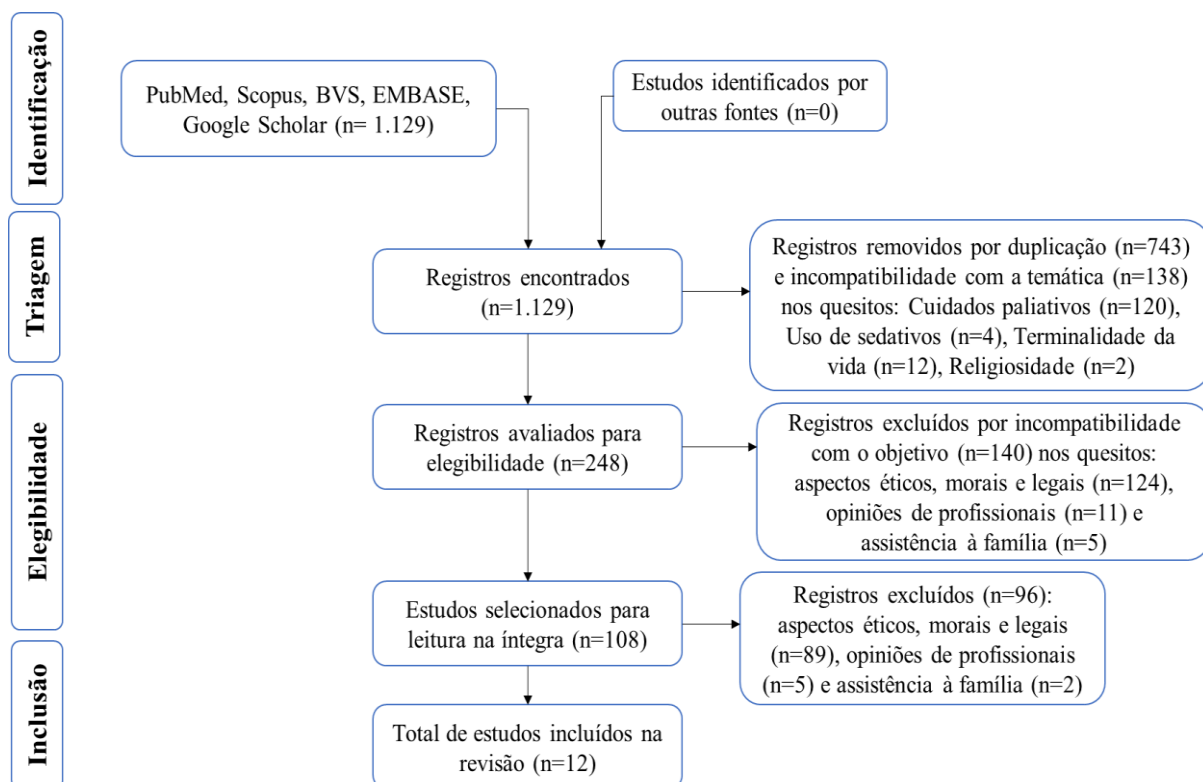 Identificação
PubMed, Scopus, BVS, EMBASE,
Google Scholar (n= 1.129)
Estudos identificados por
outras fontes (n=0)
Triagem
Registros encontrados
(n=1.129)
Registros removidos por duplicação (n=743)
e incompatibilidade com a temática (n=138)
nos quesitos: Cuidados paliativos (n=120),
Uso de sedativos (n=4), Terminalidade da
vida (n=12), Religiosidade (n=2)
Elegibilidade
Registros avaliados para
elegibilidade (n=248)
Registros excluídos por incompatibilidade
com o objetivo (n=140) nos quesitos:
aspectos éticos, morais e legais (n=124),
opiniões de profissionais (n=11) e
assistência à família (n=5)
Estudos selecionados para
leitura na íntegra (n=108)
Registros excluídos (n=96):
aspectos éticos, morais e legais
(n=89), opiniões de profissionais
(n=5) e assistência à família (n=2)
Inclusão
Total de estudos incluídos na
revisão (n=12)